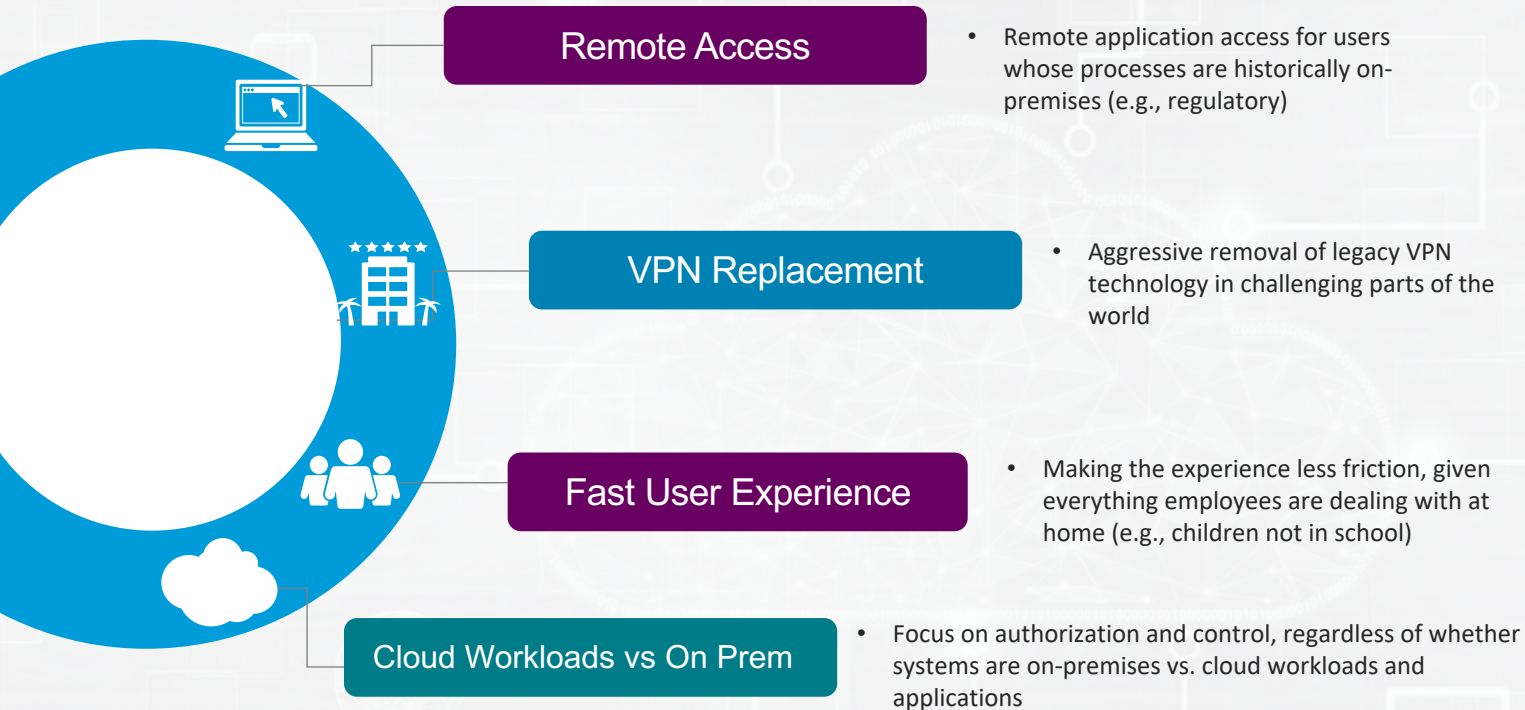 Remote Access
• Remote application access for users
whose processes are historically on-
premises (e.g., regulatory)
VPN Replacement
• Aggressive removal of legacy VPN
technology in challenging parts of the
world
Fast User Experience
• Making the experience less friction, given
everything employees are dealing with at
home (e.g., children not in school)
Cloud Workloads vs On Prem
• Focus on authorization and control, regardless of whether
systems are on-premises vs. cloud workloads and
applications